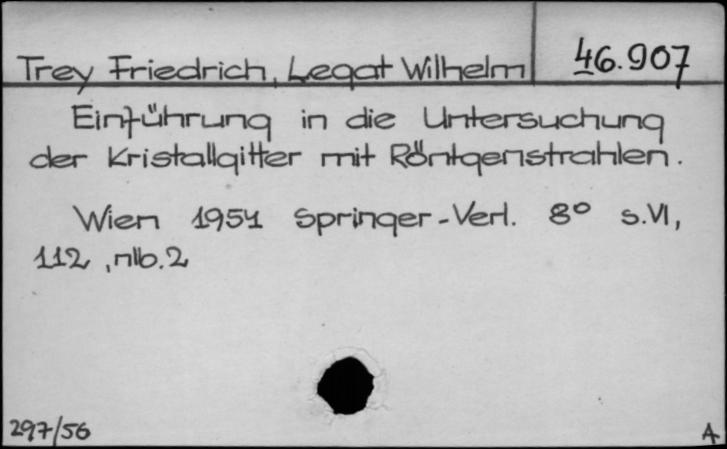 Trey Friedrich, Legat Wilhelm 46.907
Einführung in die Untersuchung
der Kristallgitter mit Röntgenstrahlen.
Wien 1954 Springer-Verl. 8° s.VI,
112, nlb.2
297/56 A